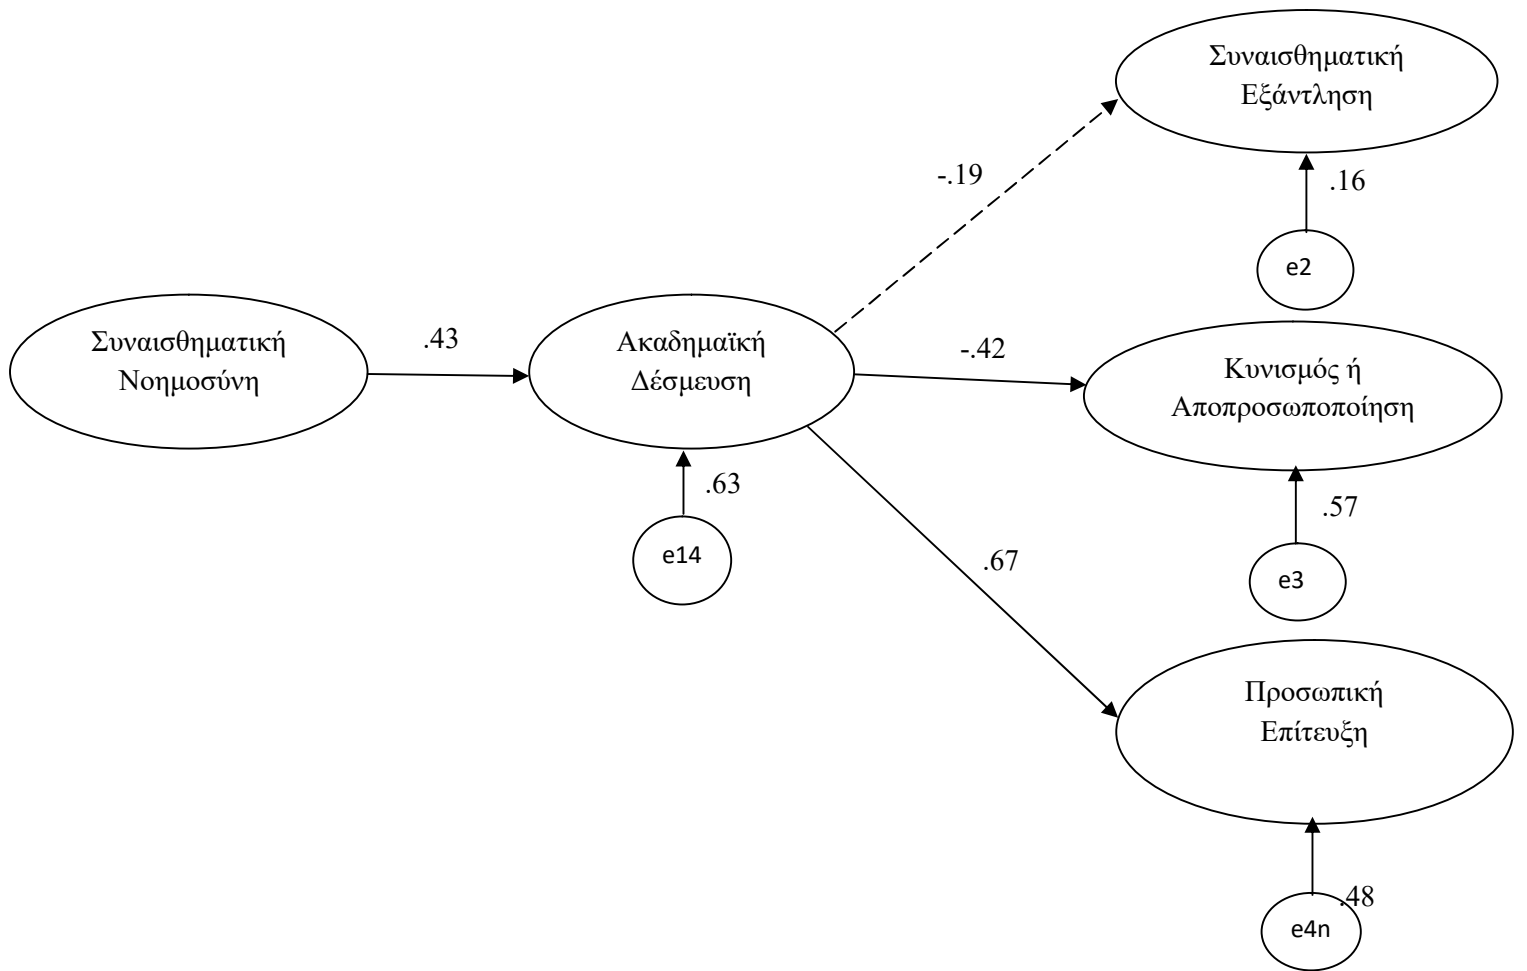 Συναισθηματική
Εξάντληση
-.19
.16
e2
Συναισθηματική
Νοημοσύνη
.43
Ακαδημαϊκή
Δέσμευση
-.42
Κυνισμός ή
Αποπροσωποποίηση
.63
e14
.57
e3
.67
Προσωπική
Επίτευξη
.48
e4n